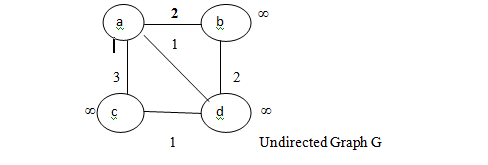 2
a b ∞
1
3 2
∞ c d ∞
1 Undirected Graph G